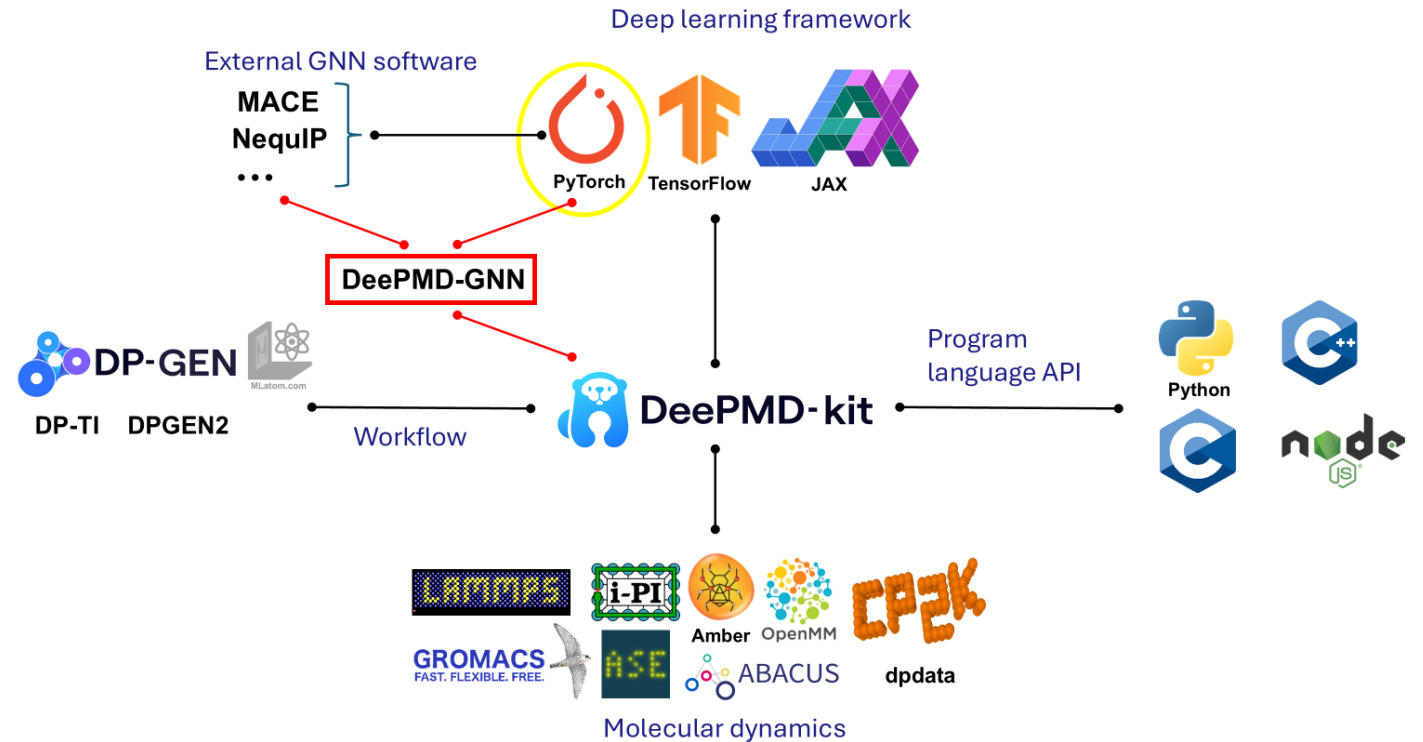 Deep learning framework
External GNN software
MACE
NequIP
...
PyTorch
TensorFlow
JAX
DeePMD-GNN
DP-GEN
MLatom.com
DP-TI DPGEN2
Workflow
DeePMD-kit
Program
language API
Python
C++
C
node
JS
LAMMPS
i-PI
Amber
OpenMM
CP2K
GROMACS
FAST. FLEXIBLE. FREE.
ASE
ABACUS
dpdata
Molecular dynamics